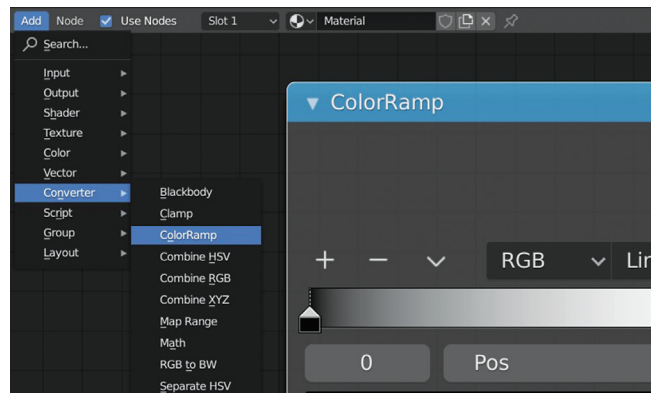 Add Node Use Nodes Slot 1 Material
Search...
Input
Output
Shader
Texture
Color
Vector
Converter
Script
Group
Layout
Blackbody
Clamp
ColorRamp
Combine HSV
Combine RGB
Combine XYZ
Map Range
Math
RGB to BW
Separate HSV
ColorRamp
RGB Lin
0 Pos